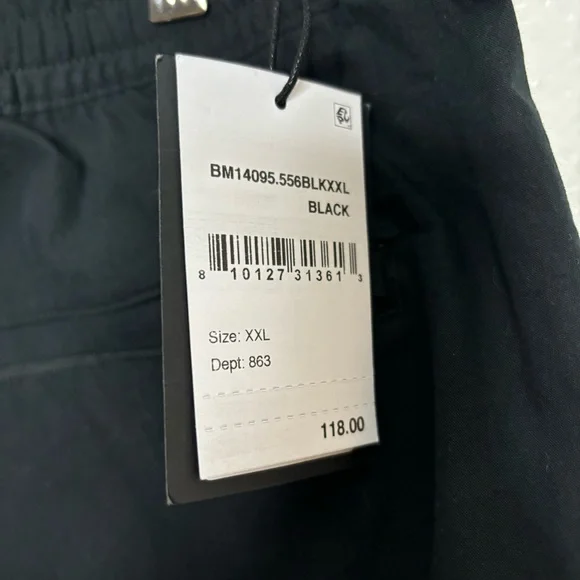 BM14095.556BLKXXL
BLACK
8 10127 31361 3
Size: XXL
Dept: 863
118.00